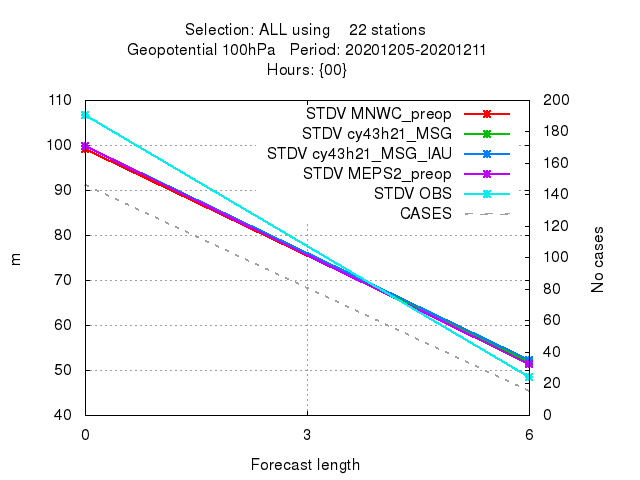 Selection: ALL using 22 stations
Geopotential 100hPa Period: 20201205-20201211
Hours: {00}
110 200
STDV MNWC_preop
180
STDV cy43h21_MSG
100
STDV cy43h21_MSG_IAU
160
STDV MEPS2_preop
90
STDV OBS
140
CASES
80 120
m
No cases
100
70
80
60
60
40
50
20
40 0
0 3 6
Forecast length